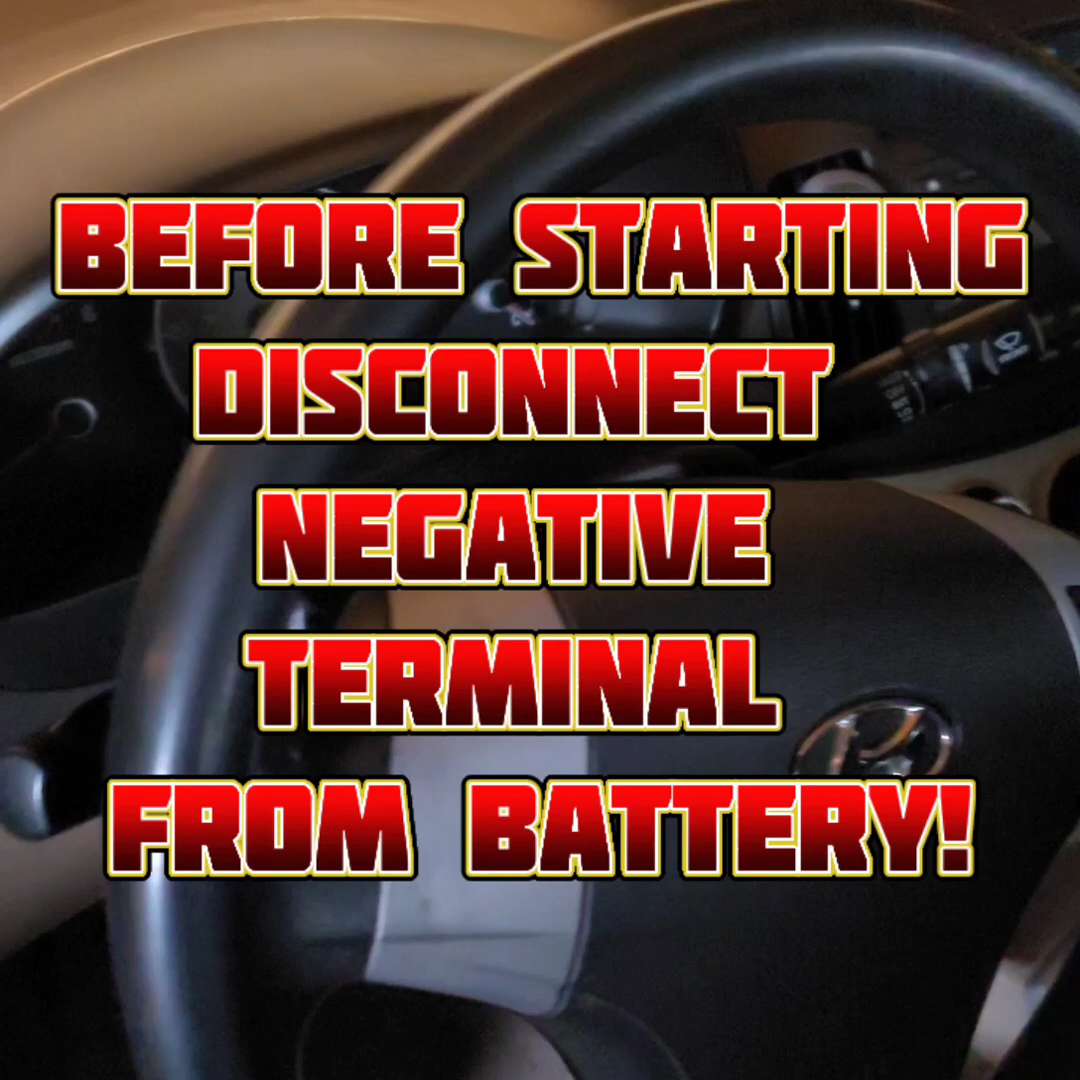 BEFORE STARTING
DISCONNECT
NEGATIVE
TERMINAL
FROM BATTERY!